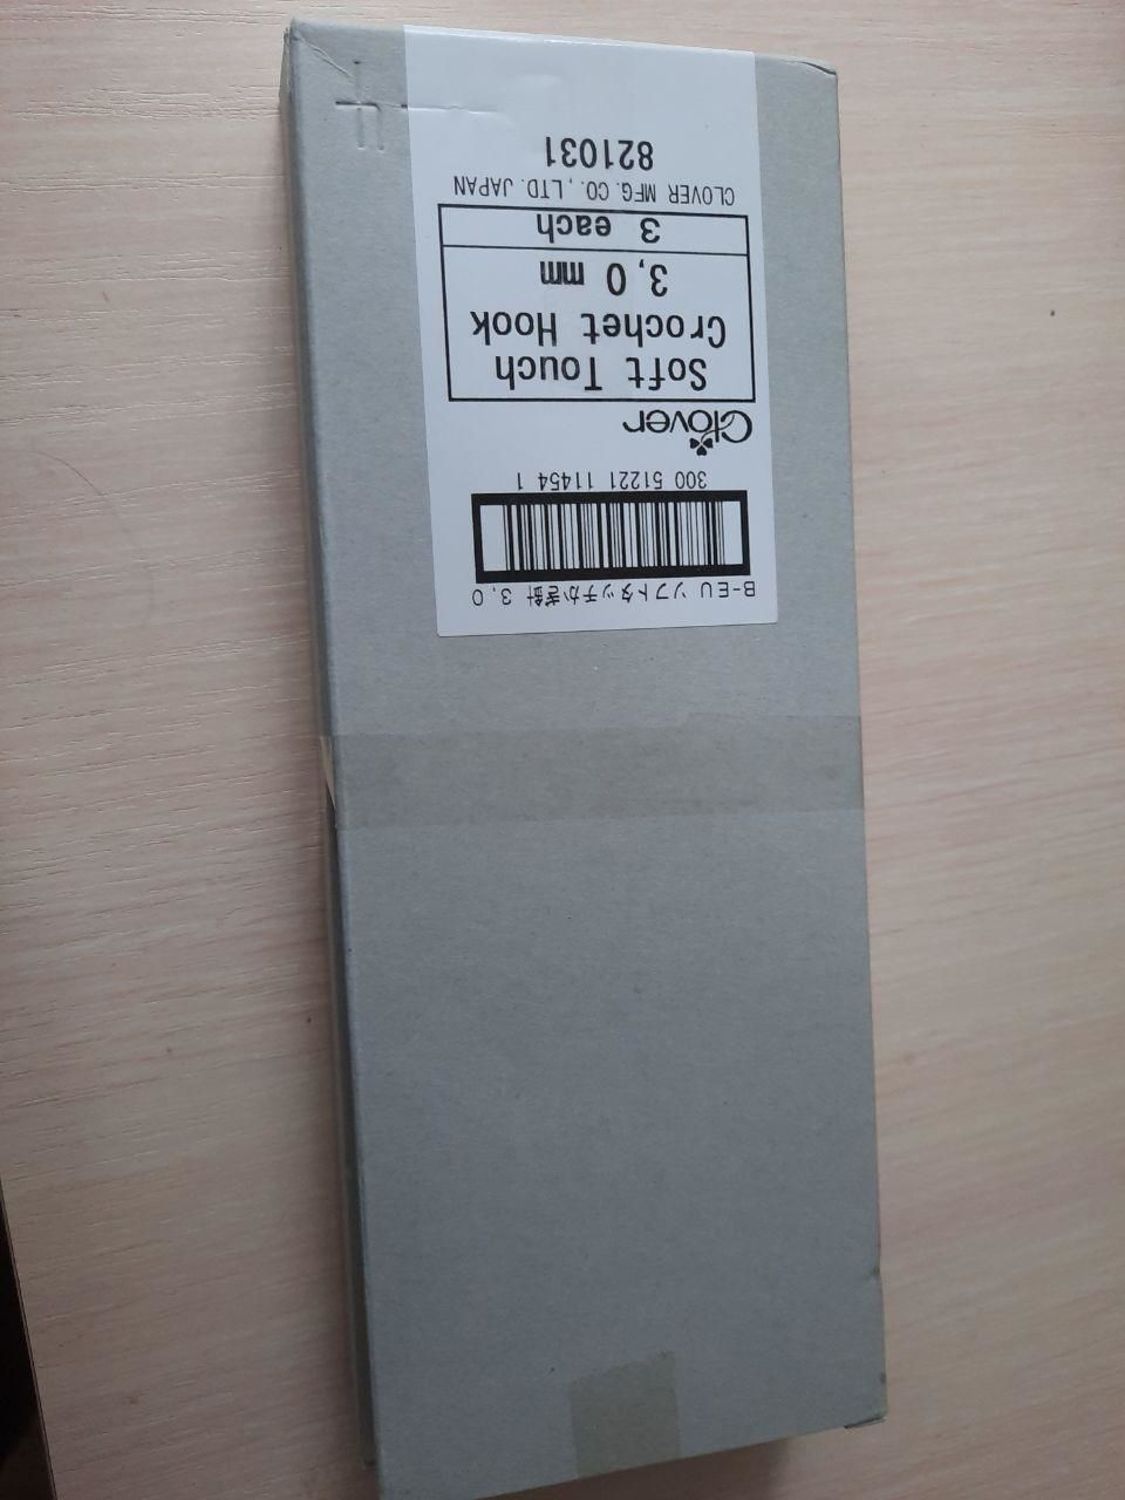 B-EU ソフトタッチかぎ針 3,0
300 51221 11454 1
Clover
Soft Touch
Crochet Hook
3,0 mm
3 each
CLOVER MFG. CO., LTD. JAPAN
821031